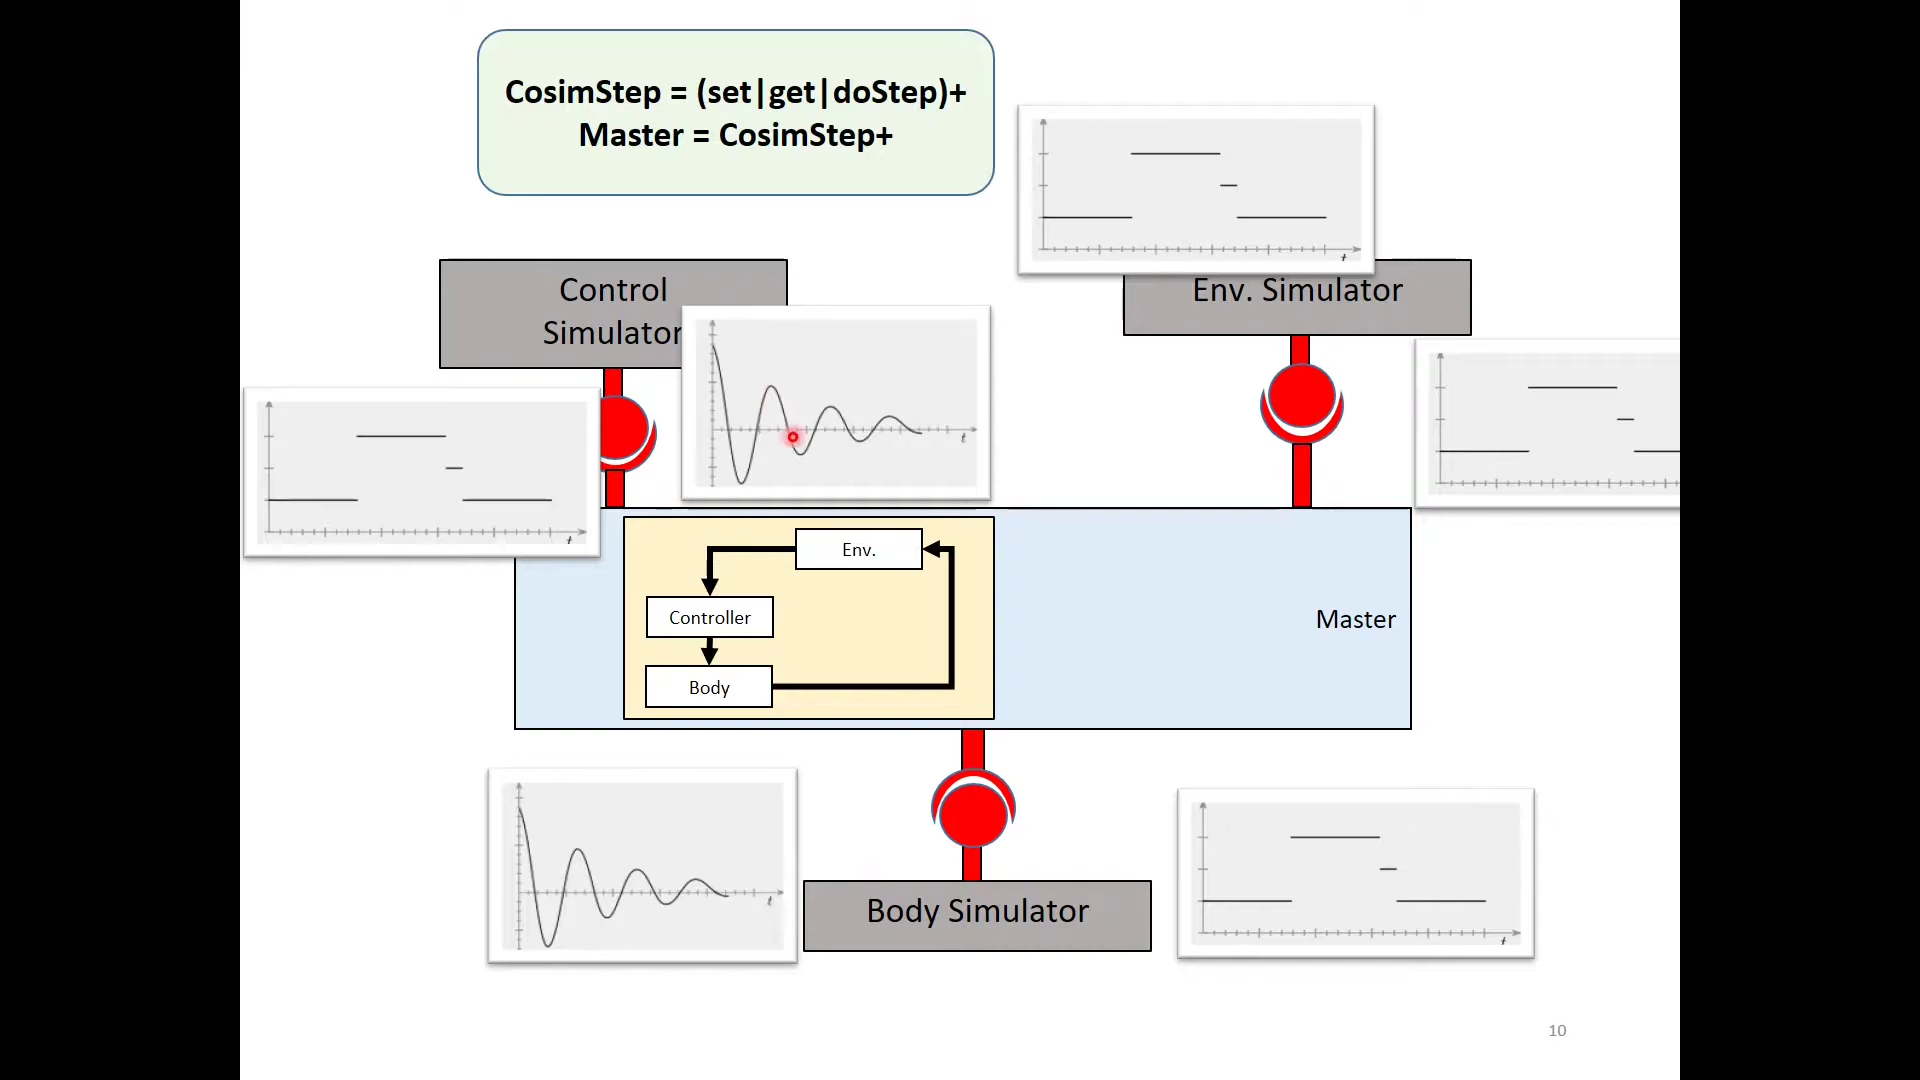 CosimStep = (set|get|doStep)+
Master = CosimStep+
t
Control
Simulator
Env. Simulator
t
t
Env.
Controller
Body
Master
t
t
Body Simulator
10